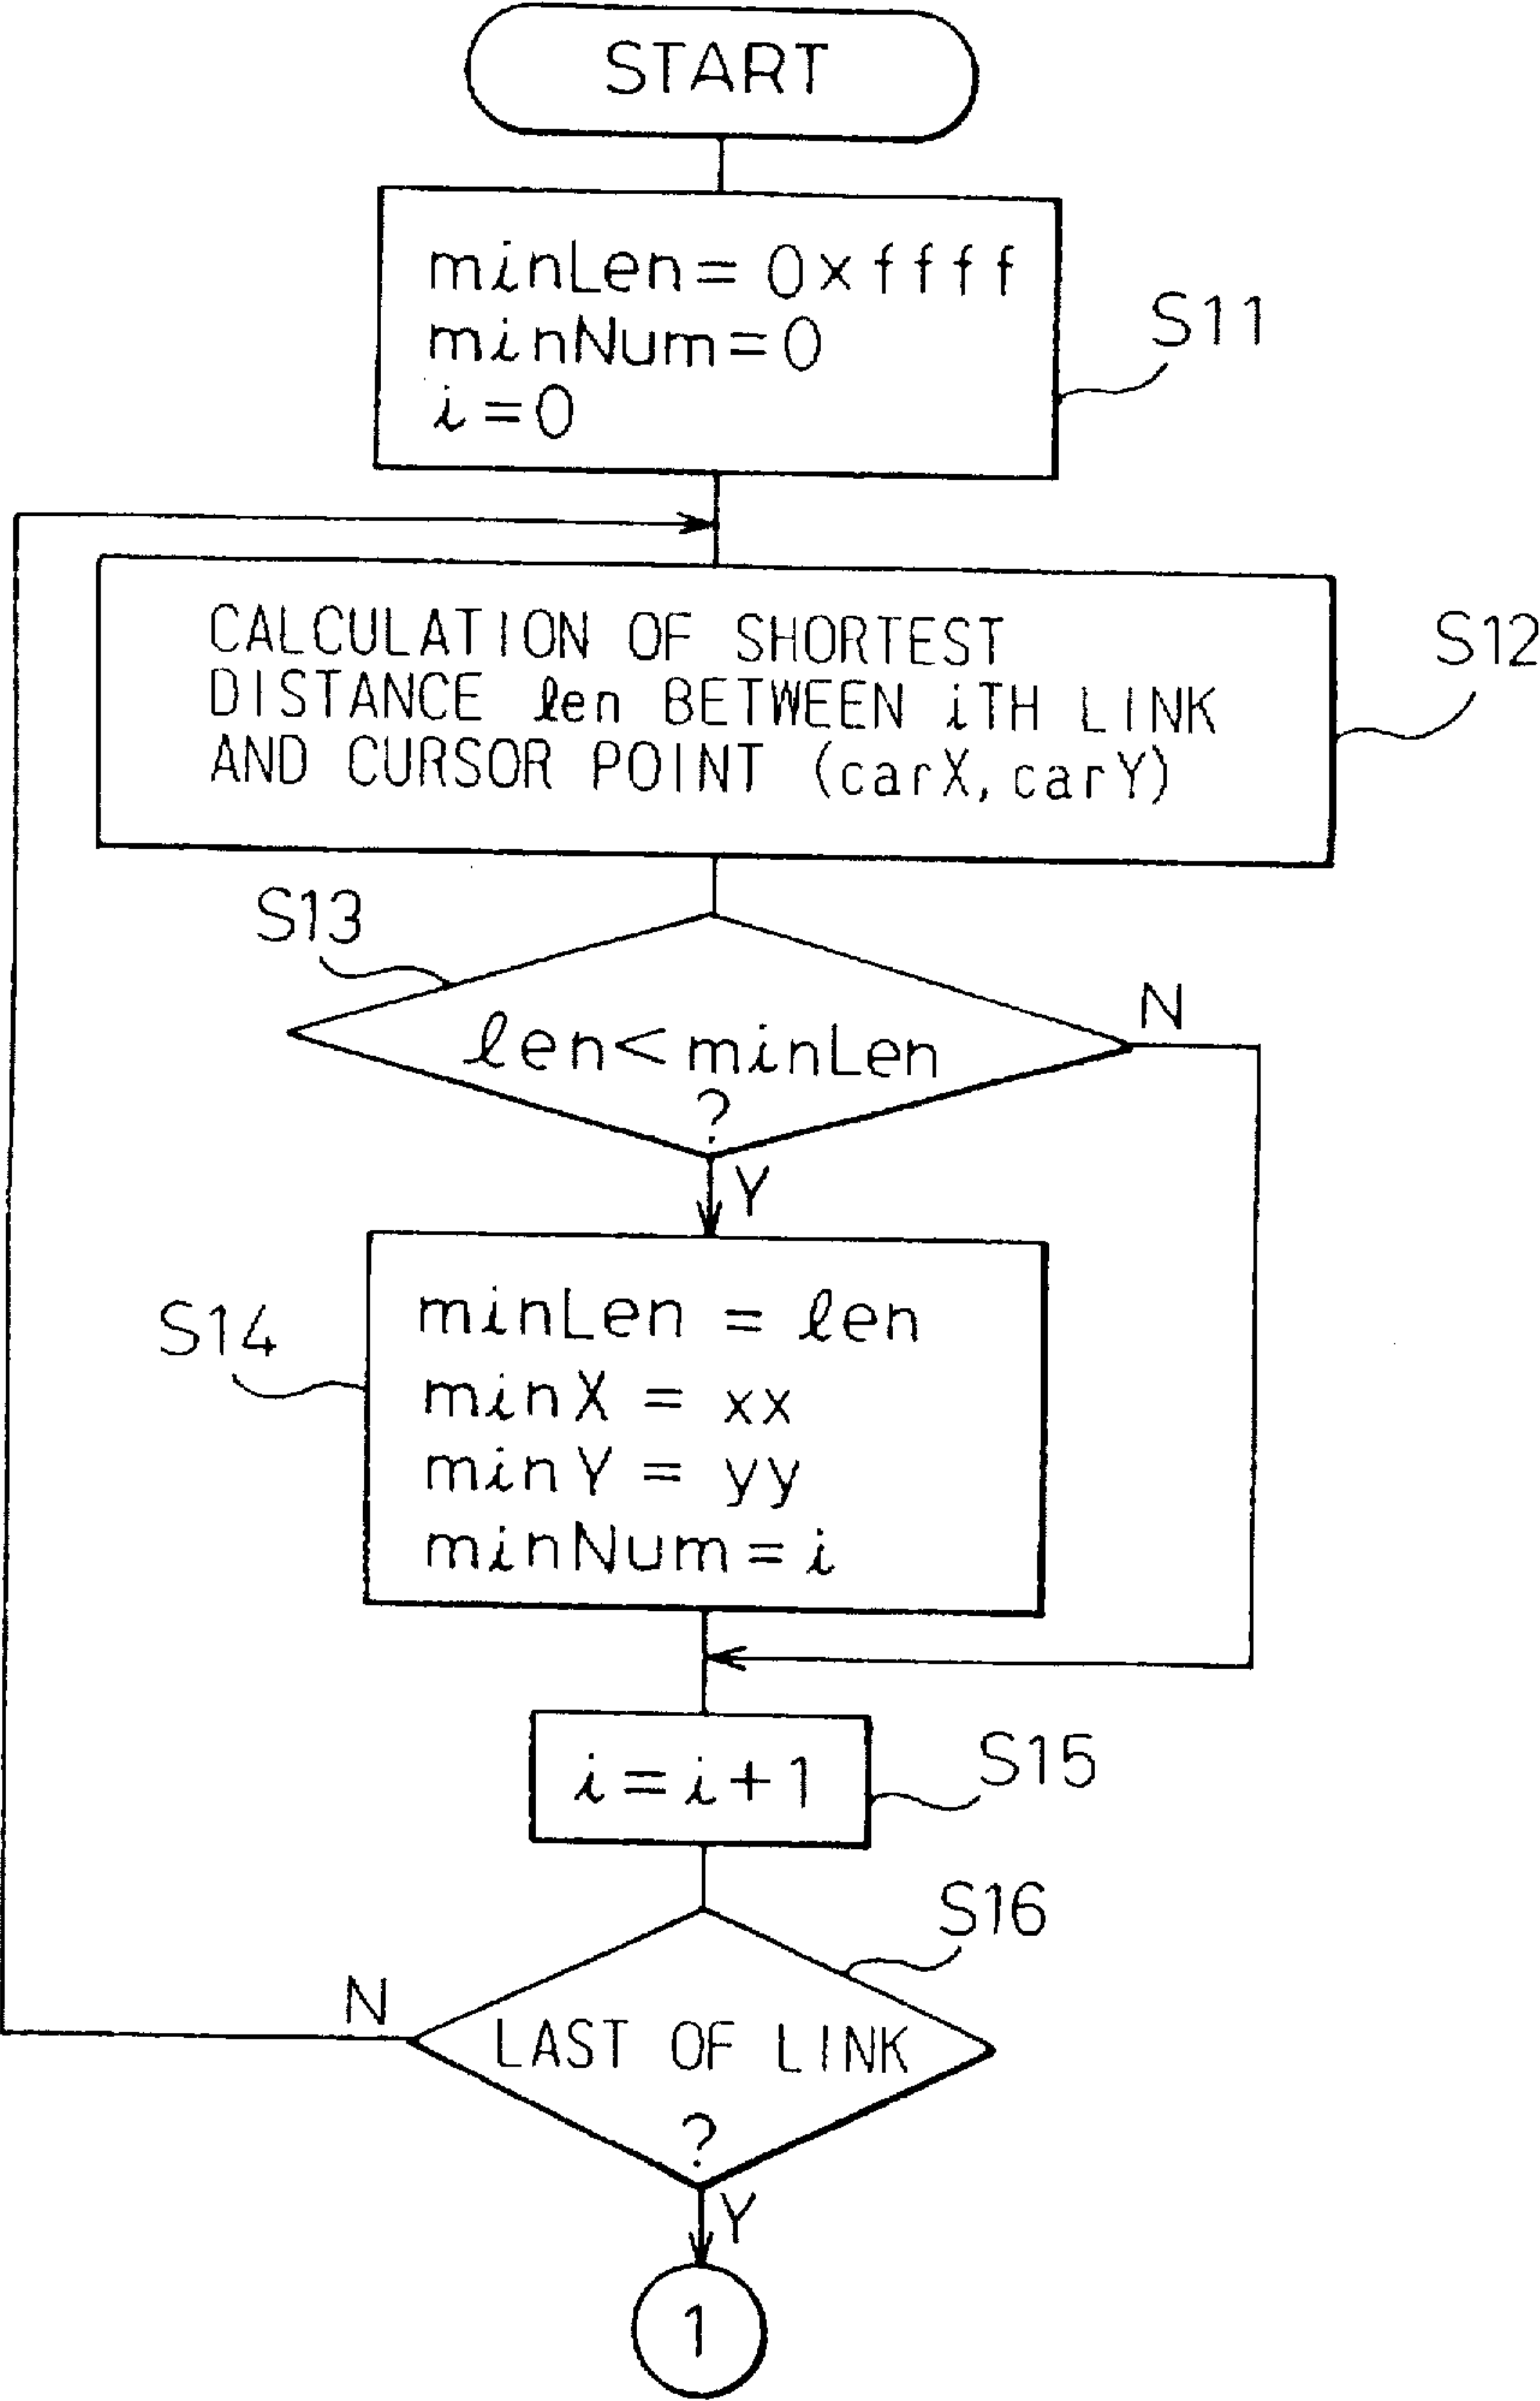 START
minLen = 0xffff
minNum = 0
i = 0
S11
CALCULATION OF SHORTEST
DISTANCE len BETWEEN iTH LINK
AND CURSOR POINT (carX, carY)
S12
S13
len < minLen
?
N
Y
S14
minLen = len
minX = xx
minY = yy
minNum = i
i = i + 1
S15
S16
LAST OF LINK
?
N
Y
1